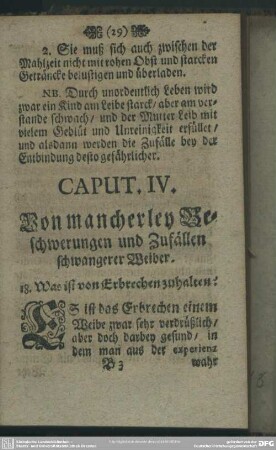 (19)
2. Sie muß sich auch zwischen der
Mahlzeit nicht mit rohen Obst und starcken
Geträncke belustigen und überladen.
NB. Durch unordentlich Leben wird
zwar ein Kind am Leibe starck/ aber am ver-
stande schwach/ und der Mutter Leib mit
vielem Geblüt und Unreinigkeit erfüllet/
und alsdann werden die Zufälle bey der
Entbindung desto gefährlicher.
CAPUT. IV.
Von mancherley Be-
schwerungen und Zufällen
schwangerer Weiber.
18. Was ist von Erbrechen zu halten?
ES ist das Erbrechen einem
Weibe zwar sehr verdrüßlich/
aber doch darbey gesund/ in
dem man aus der experienz
B 3 wahr